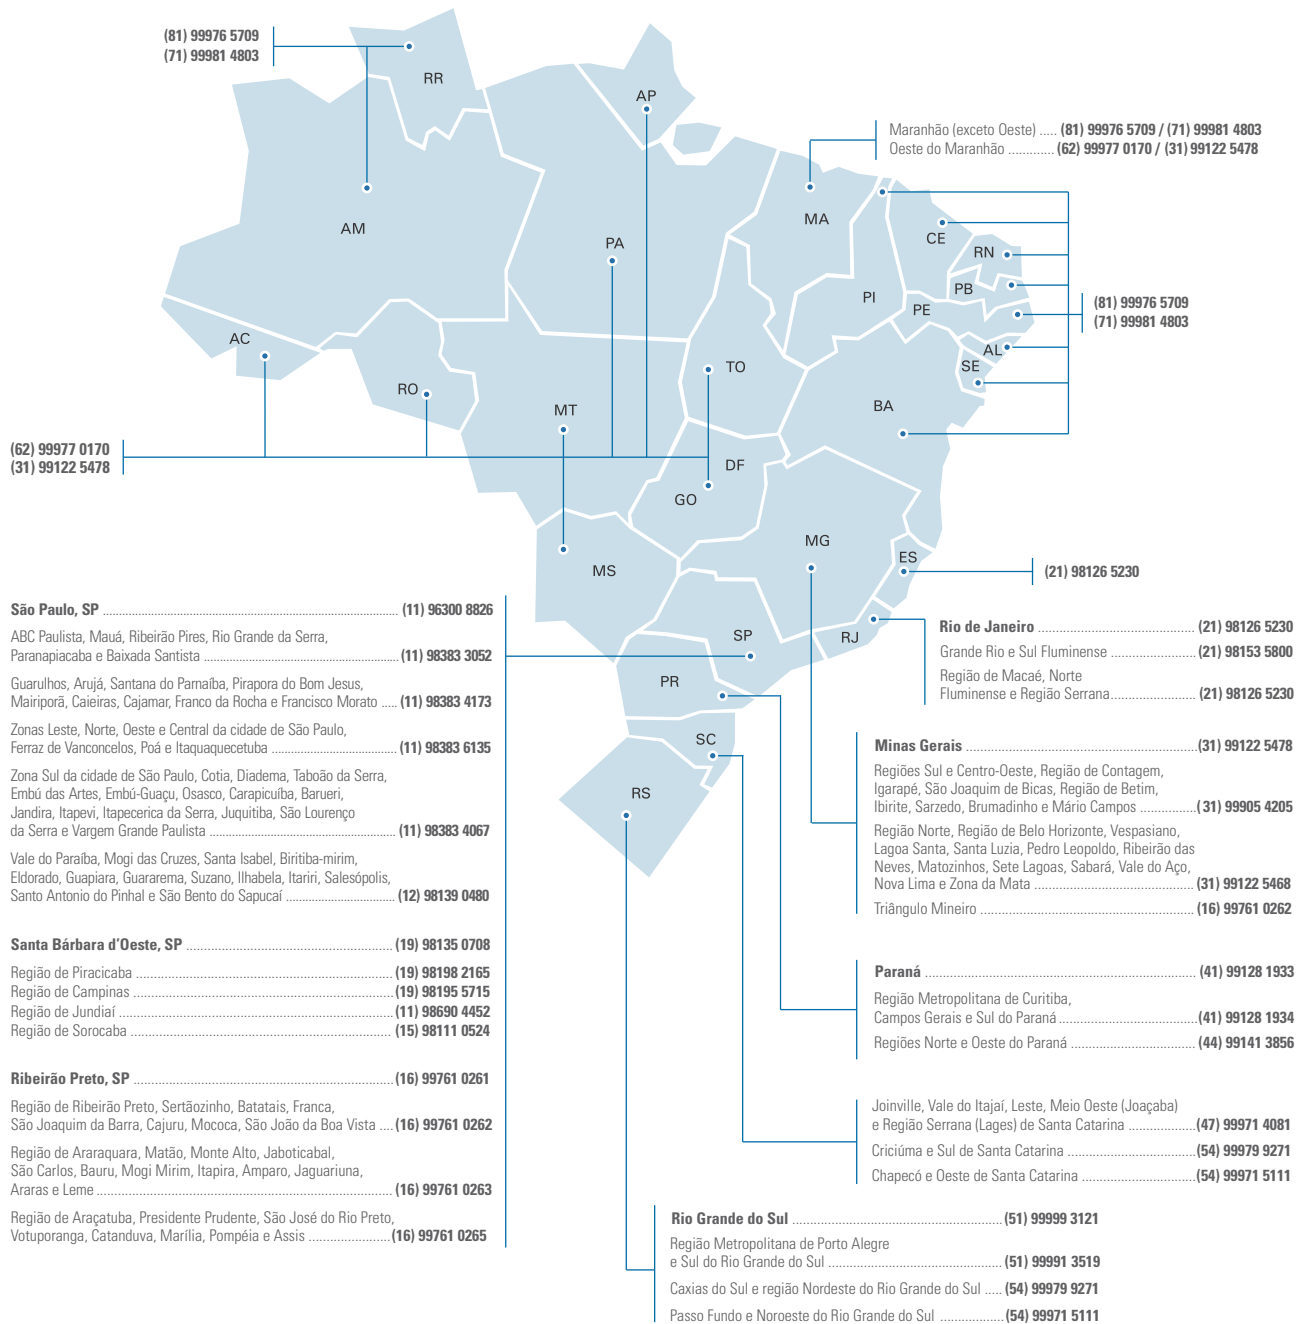 (81) 99976 5709
(71) 99981 4803
RR
AP
Maranhão (exceto Oeste) ..... (81) 99976 5709 / (71) 99981 4803
Oeste do Maranhão ............. (62) 99977 0170 / (31) 99122 5478
AM
PA
MA
CE
RN
PI
PB
PE
(81) 99976 5709
(71) 99981 4803
AC
AL
SE
RO
TO
MT
BA
(62) 99977 0170
(31) 99122 5478
DF
GO
MG
ES
MS
(21) 98126 5230
SP
RJ
PR
SC
RS
São Paulo, SP ..... (11) 96300 8826
ABC Paulista, Mauá, Ribeirão Pires, Rio Grande da Serra,
Paranapiacaba e Baixada Santista ..... (11) 98383 3052
Guarulhos, Arujá, Santana do Parnaíba, Pirapora do Bom Jesus,
Mairiporã, Caieiras, Cajamar, Franco da Rocha e Francisco Morato ..... (11) 98383 4173
Zonas Leste, Norte, Oeste e Central da cidade de São Paulo,
Ferraz de Vanconcelos, Poá e Itaquaquecetuba ..... (11) 98383 6135
Zona Sul da cidade de São Paulo, Cotia, Diadema, Taboão da Serra,
Embú das Artes, Embú-Guaçu, Osasco, Carapicuíba, Barueri,
Jandira, Itapevi, Itapecerica da Serra, Juquitiba, São Lourenço
da Serra e Vargem Grande Paulista ..... (11) 98383 4067
Vale do Paraíba, Mogi das Cruzes, Santa Isabel, Biritiba-mirim,
Eldorado, Guapiara, Guararema, Suzano, Ilhabela, Itariri, Salesópolis,
Santo Antonio do Pinhal e São Bento do Sapucaí ..... (12) 98139 0480
Santa Bárbara d'Oeste, SP ..... (19) 98135 0708
Região de Piracicaba ..... (19) 98198 2165
Região de Campinas ..... (19) 98195 5715
Região de Jundiaí ..... (11) 98690 4452
Região de Sorocaba ..... (15) 98111 0524
Ribeirão Preto, SP ..... (16) 99761 0261
Região de Ribeirão Preto, Sertãozinho, Batatais, Franca,
São Joaquim da Barra, Cajuru, Mococa, São João da Boa Vista .... (16) 99761 0262
Região de Araraquara, Matão, Monte Alto, Jaboticabal,
São Carlos, Bauru, Mogi Mirim, Itapira, Amparo, Jaguariuna,
Araras e Leme ..... (16) 99761 0263
Região de Araçatuba, Presidente Prudente, São José do Rio Preto,
Votuporanga, Catanduva, Marília, Pompéia e Assis ..... (16) 99761 0265
Rio de Janeiro ..... (21) 98126 5230
Grande Rio e Sul Fluminense ..... (21) 98153 5800
Região de Macaé, Norte
Fluminense e Região Serrana ..... (21) 98126 5230
Minas Gerais ..... (31) 99122 5478
Regiões Sul e Centro-Oeste, Região de Contagem,
Igarapé, São Joaquim de Bicas, Região de Betim,
Ibirite, Sarzedo, Brumadinho e Mário Campos ..... (31) 99905 4205
Região Norte, Região de Belo Horizonte, Vespasiano,
Lagoa Santa, Santa Luzia, Pedro Leopoldo, Ribeirão das
Neves, Matozinhos, Sete Lagoas, Sabará, Vale do Aço,
Nova Lima e Zona da Mata ..... (31) 99122 5468
Triângulo Mineiro ..... (16) 99761 0262
Paraná ..... (41) 99128 1933
Região Metropolitana de Curitiba,
Campos Gerais e Sul do Paraná ..... (41) 99128 1934
Regiões Norte e Oeste do Paraná ..... (44) 99141 3856
Joinville, Vale do Itajaí, Leste, Meio Oeste (Joaçaba)
e Região Serrana (Lages) de Santa Catarina ..... (47) 99971 4081
Criciúma e Sul de Santa Catarina ..... (54) 99979 9271
Chapecó e Oeste de Santa Catarina ..... (54) 99971 5111
Rio Grande do Sul ..... (51) 99999 3121
Região Metropolitana de Porto Alegre
e Sul do Rio Grande do Sul ..... (51) 99991 3519
Caxias do Sul e região Nordeste do Rio Grande do Sul ..... (54) 99979 9271
Passo Fundo e Noroeste do Rio Grande do Sul ..... (54) 99971 5111